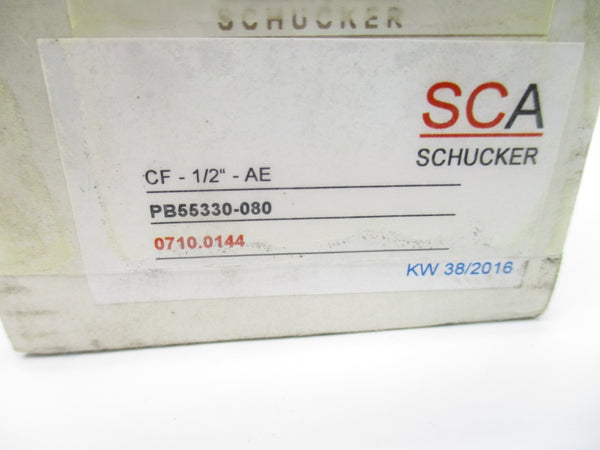 SCHUCKER
SCA
SCHUCKER
CF - 1/2" - AE
PB55330-080
0710.0144
KW 38/2016